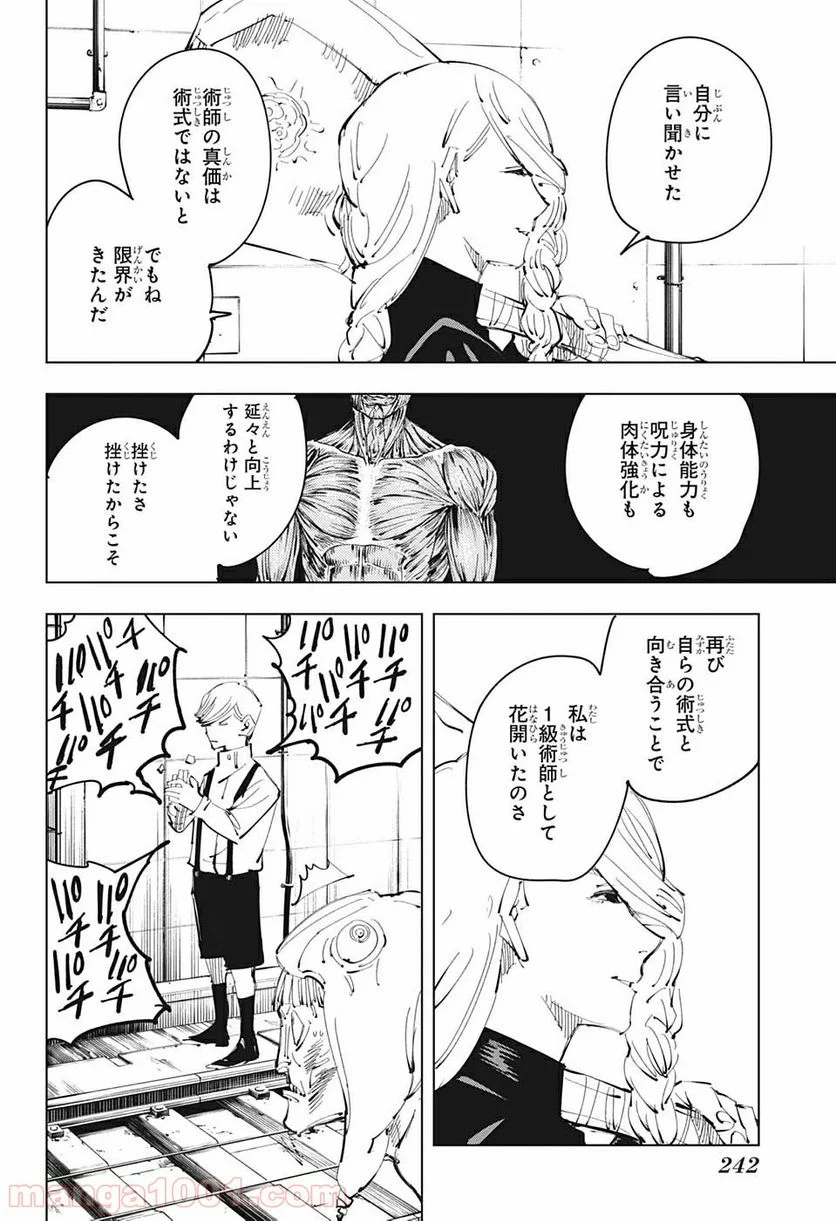 自分に
言い聞かせた
術師の真価は
術式ではないと
でもね
限界が
きたんだ
身体能力も
呪力による
肉体強化も
延々と向上
するわけじゃない
挫けたさ
挫けたからこそ
再び
自らの術式と
向き合うことで
私は
1級術師として
花開いたのさ
パチ
パチ
パチ
パチ
パチ
パチ
パチ
パチ
パチ
パチ
パチ
242
manga1001.com